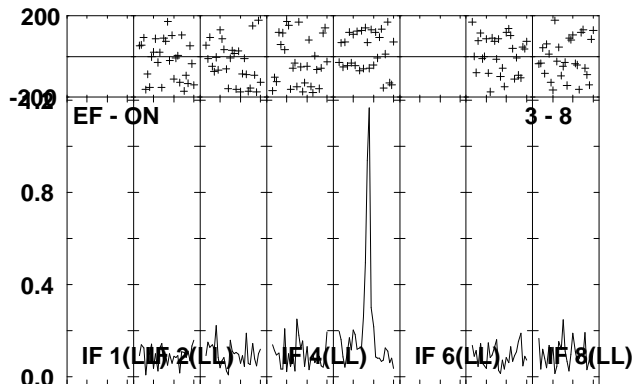 200
-200
1.2
EF - ON
3 - 8
0.8
0.4
0.0
IF 1(LL)
IF 2(LL)
IF 4(LL)
IF 6(LL)
IF 8(LL)